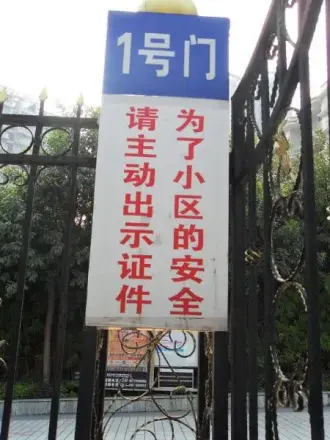 1号门
为了小区的安全
请主动出示证件